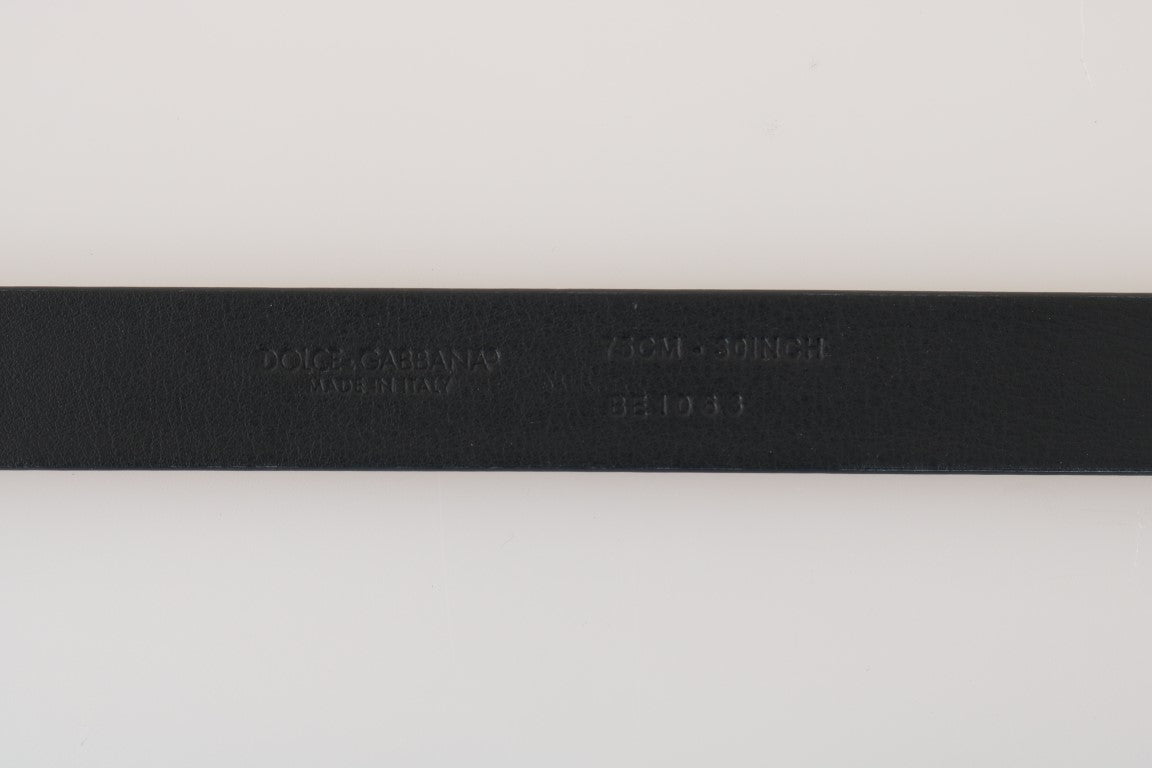 DOLCE & GABBANA
MADE IN ITALY
75CM - 30INCH